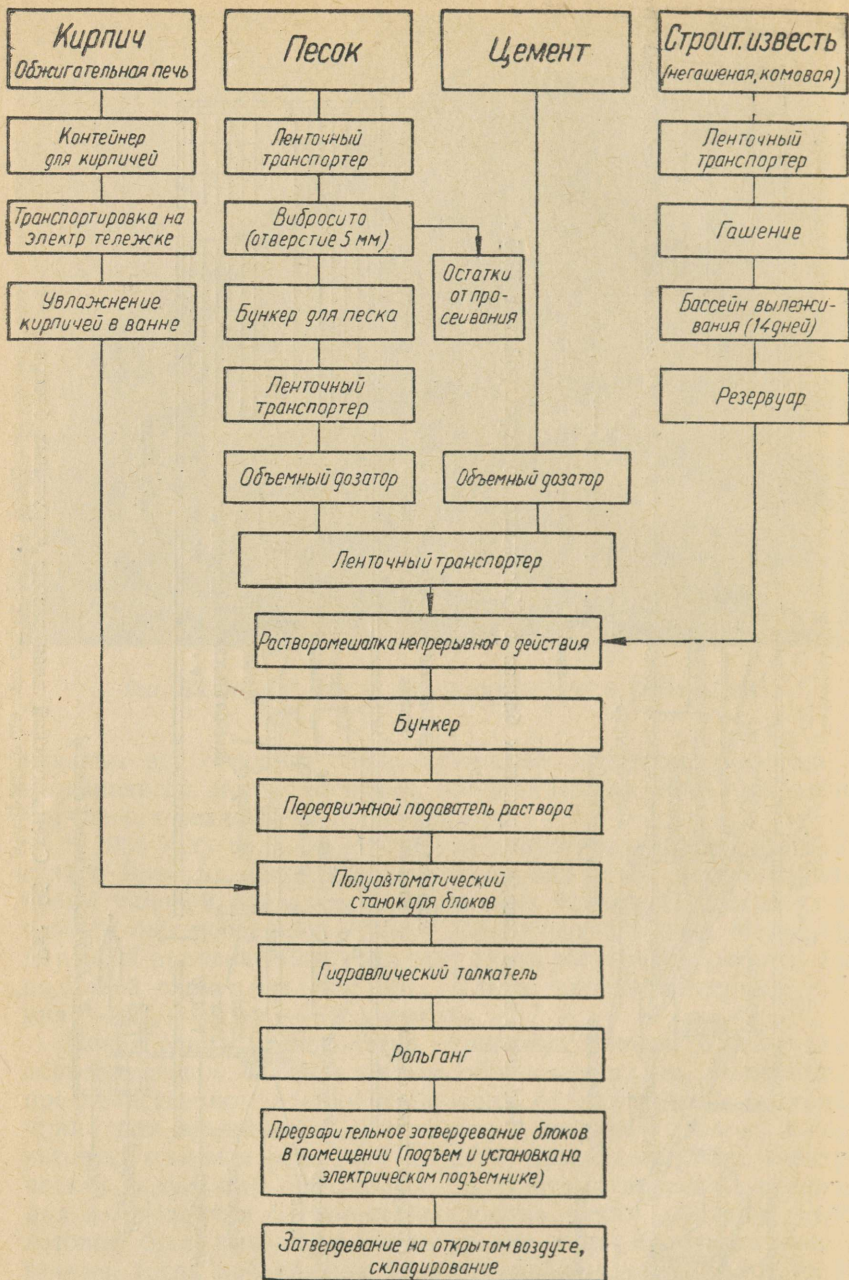 Кирпич
Обжигательная печь
Песок
Цемент
Строит. известь
(негашеная, комовая)
Контейнер
для кирпичей
Ленточный
транспортер
Ленточный
транспортер
Транспортировка на
электр тележке
Вибросито
(отверстие 5 мм)
Гашение
Остатки
от про-
сеивания
Увлажнение
кирпичей в ванне
Бункер для песка
Бассейн вылежи-
вания (14 дней)
Ленточный
транспортер
Резервуар
Объемный дозатор
Объемный дозатор
Ленточный транспортер
Растворомешалка непрерывного действия
Бункер
Передвижной подаватель раствора
Полуавтоматический
станок для блоков
Гидравлический толкатель
Рольганг
Предварительное затвердевание блоков
в помещении (подъем и установка на
электрическом подъемнике)
Затвердевание на открытом воздухе,
складирование